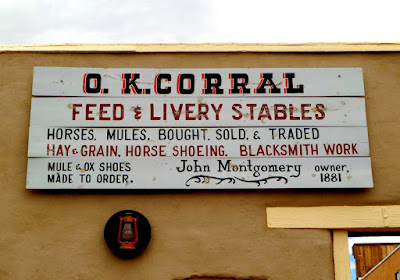 O. K. CORRAL
FEED & LIVERY STABLES
HORSES, MULES, BOUGHT, SOLD, & TRADED
HAY & GRAIN, HORSE SHOEING, BLACKSMITH WORK
MULE & OX SHOES
MADE TO ORDER.
John Montgomery owner,
1881